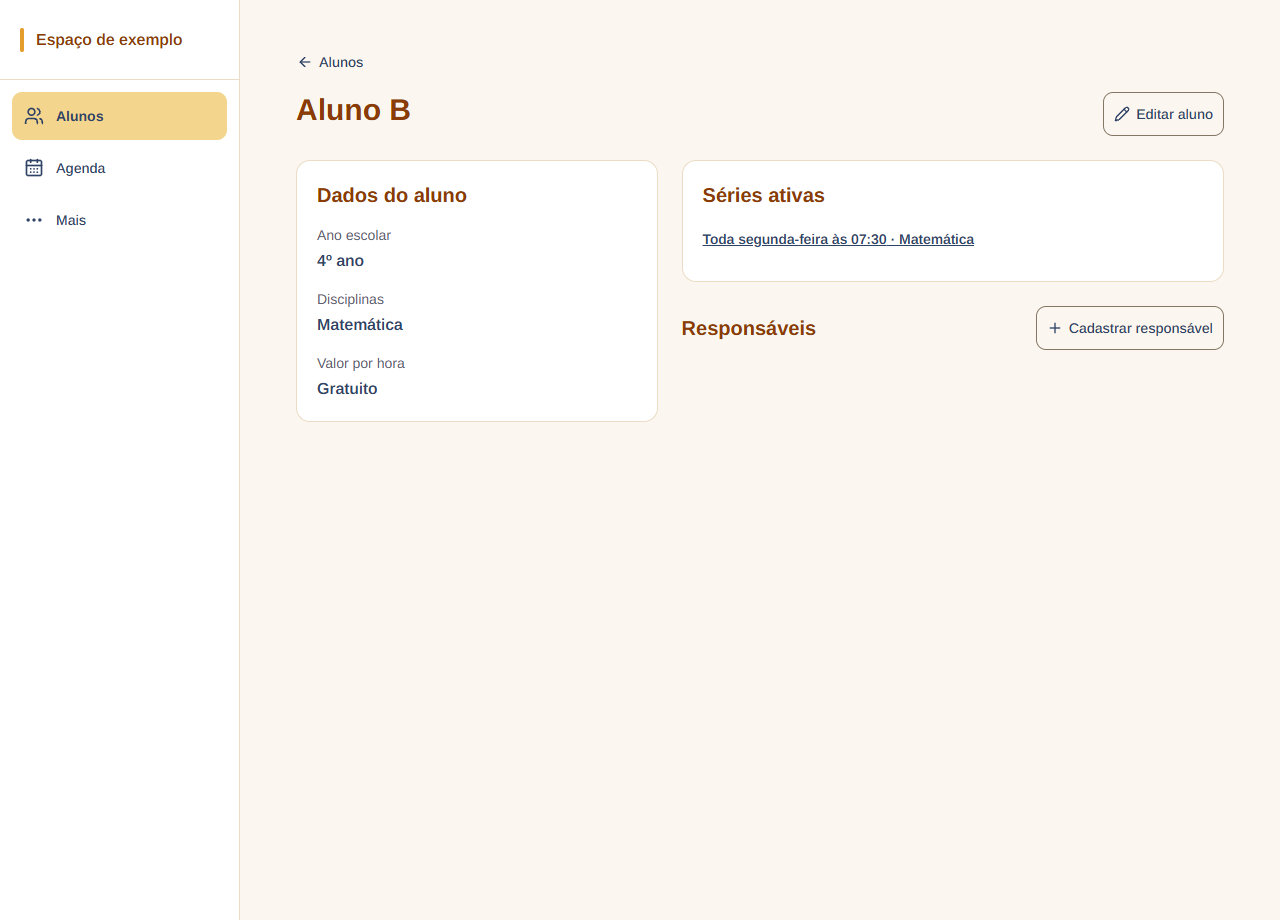 Espaço de exemplo
Alunos
Agenda
Mais
Alunos
Aluno B
Editar aluno
Dados do aluno
Ano escolar
4º ano
Disciplinas
Matemática
Valor por hora
Gratuito
Séries ativas
Toda segunda-feira às 07:30 · Matemática
Responsáveis
Cadastrar responsável